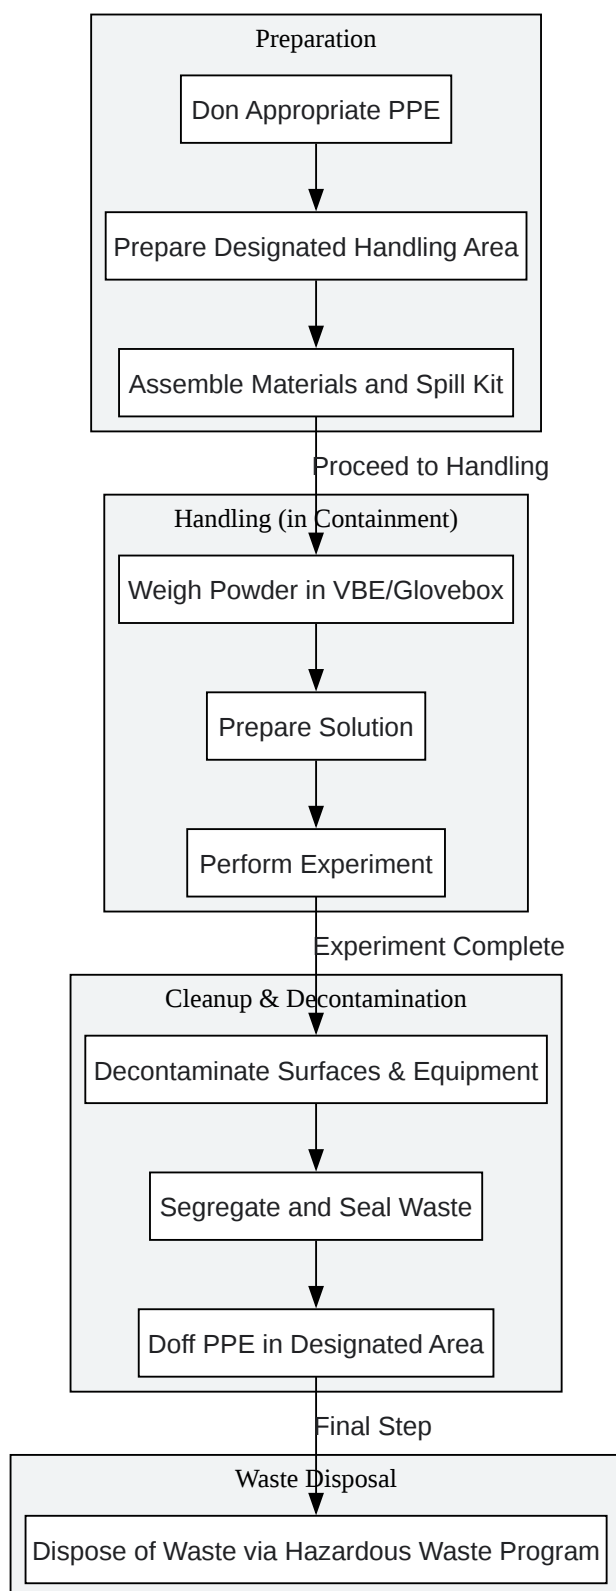 Preparation
Don Appropriate PPE
Prepare Designated Handling Area
Assemble Materials and Spill Kit
Proceed to Handling
Handling (in Containment)
Weigh Powder in VBE/Glovebox
Prepare Solution
Perform Experiment
Experiment Complete
Cleanup & Decontamination
Decontaminate Surfaces & Equipment
Segregate and Seal Waste
Doff PPE in Designated Area
Final Step
Waste Disposal
Dispose of Waste via Hazardous Waste Program